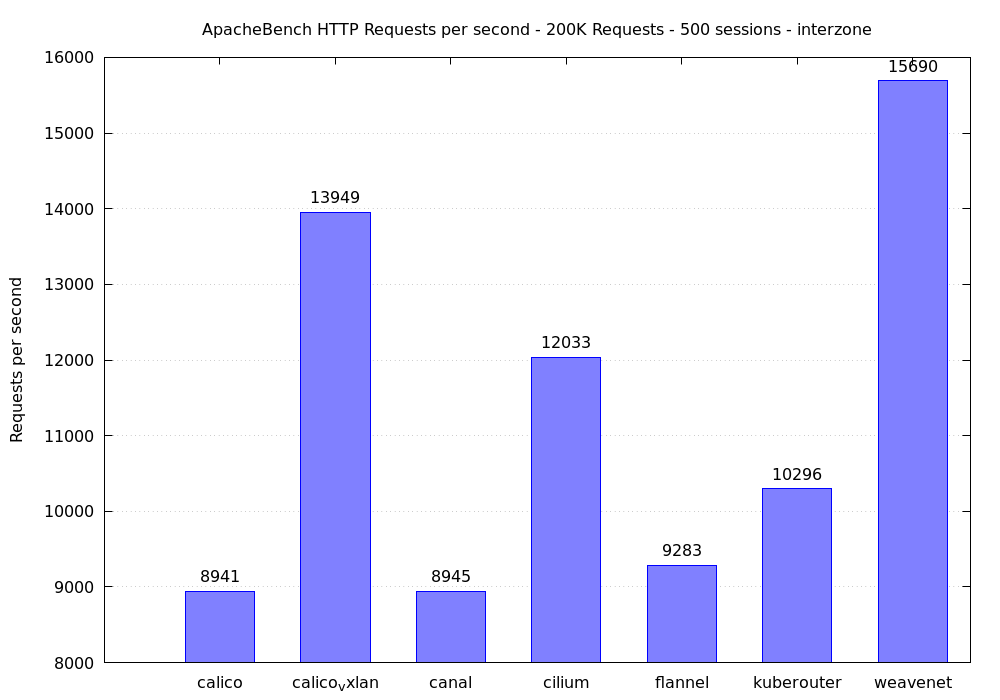 ApacheBench HTTP Requests per second - 200K Requests - 500 sessions - interzone
Requests per second
16000
15000
14000
13000
12000
11000
10000
9000
8000
8941
13949
8945
12033
9283
10296
15690
calico
calicovxlan
canal
cilium
flannel
kuberouter
weavenet